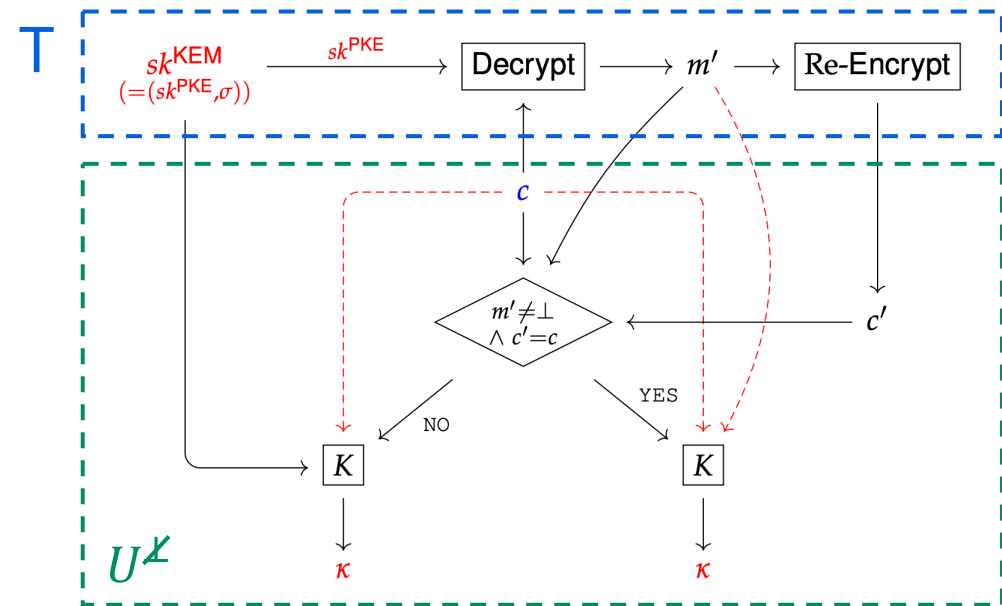 T
sk^KEM
(=(sk^PKE,σ))
sk^PKE
Decrypt
m′
Re-Encrypt
c
m′≠⊥
∧ c′=c
c′
NO
YES
K
K
U^⊥̸
κ
κ